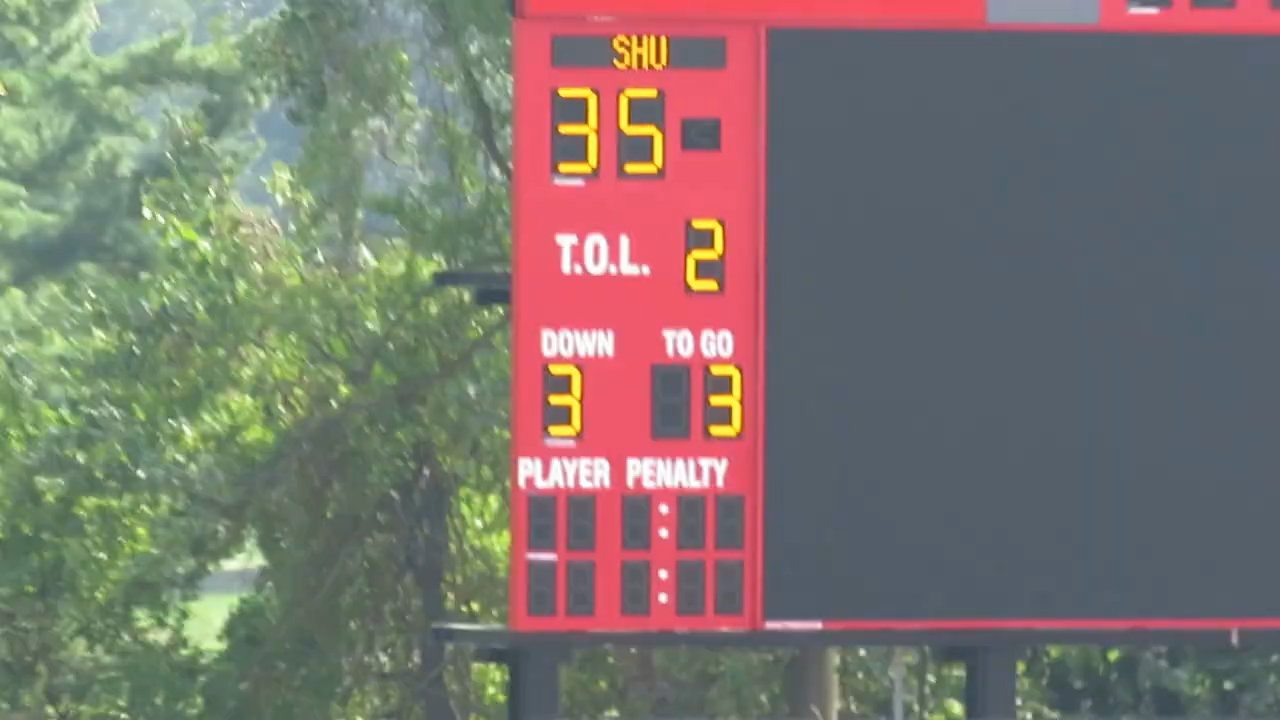 SHU
35
T.O.L. 2
DOWN TO GO
3 3
PLAYER PENALTY
: 
: